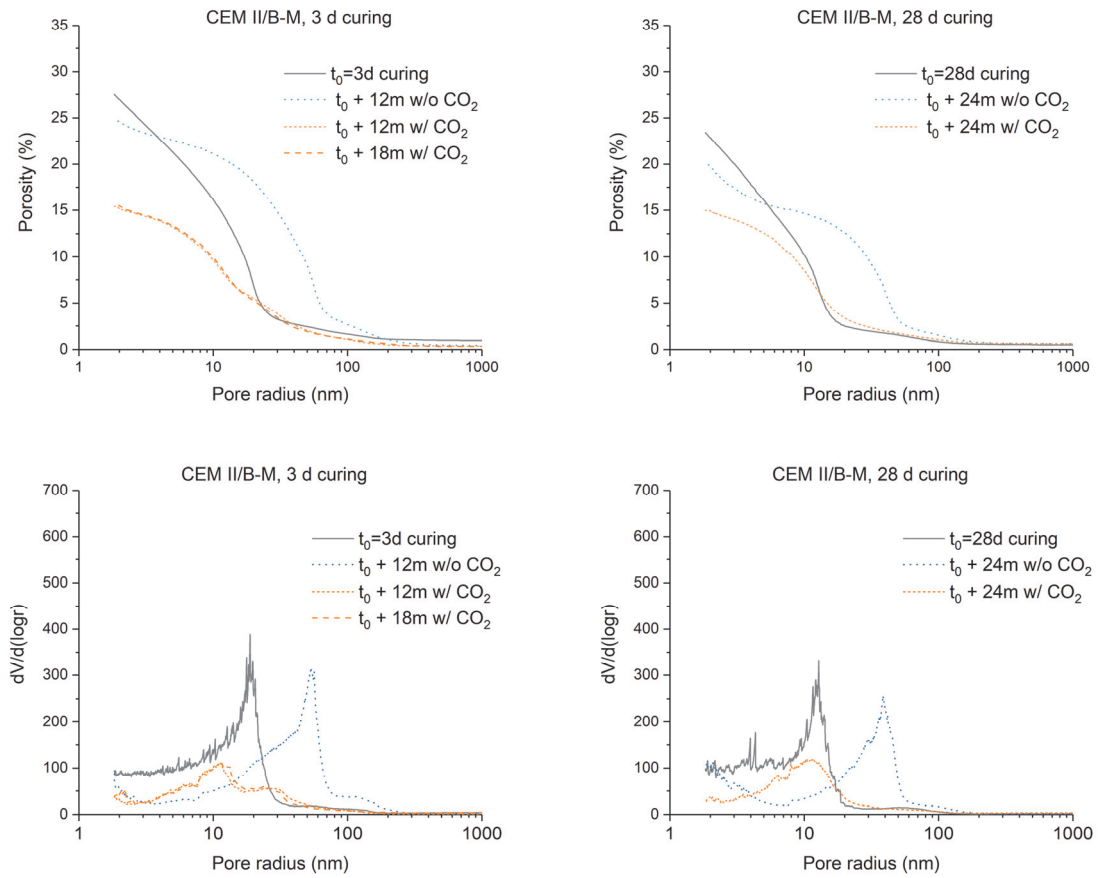 CEM II/B-M, 3 d curing
35
30
25
20
15
10
5
0
Porosity (%)
t₀=3d curing
t₀ + 12m w/o CO₂
t₀ + 12m w/ CO₂
t₀ + 18m w/ CO₂
1 10 100 1000
Pore radius (nm)
CEM II/B-M, 28 d curing
35
30
25
20
15
10
5
0
Porosity (%)
t₀=28d curing
t₀ + 24m w/o CO₂
t₀ + 24m w/ CO₂
1 10 100 1000
Pore radius (nm)
CEM II/B-M, 3 d curing
700
600
500
400
300
200
100
0
dV/d(logr)
t₀=3d curing
t₀ + 12m w/o CO₂
t₀ + 12m w/ CO₂
t₀ + 18m w/ CO₂
1 10 100 1000
Pore radius (nm)
CEM II/B-M, 28 d curing
700
600
500
400
300
200
100
0
dV/d(logr)
t₀=28d curing
t₀ + 24m w/o CO₂
t₀ + 24m w/ CO₂
1 10 100 1000
Pore radius (nm)